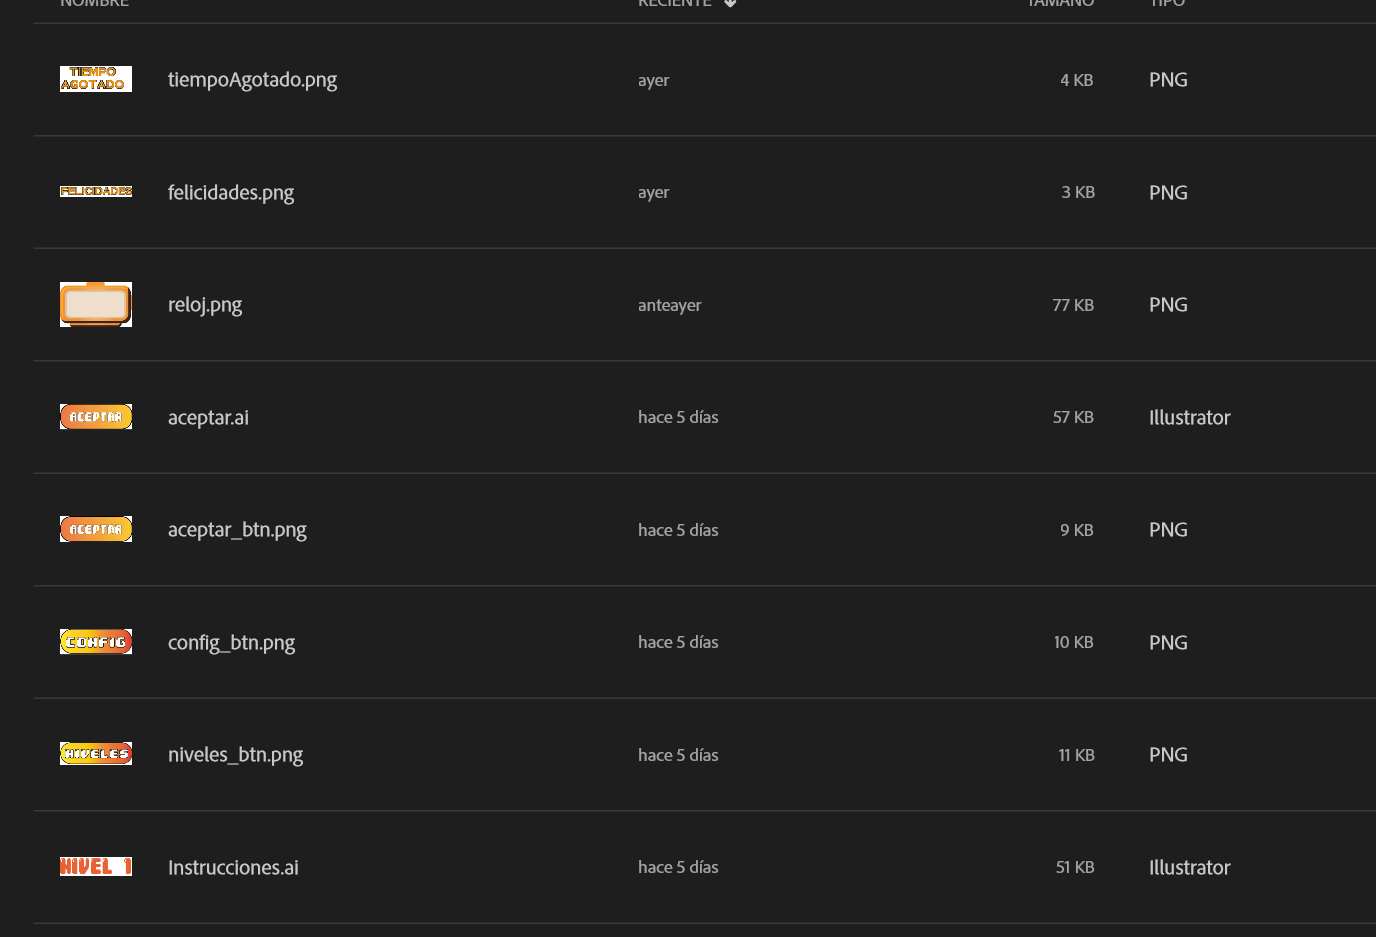 NOMBRE RECIENTE TAMAÑO TIPO
TIEMPO
AGOTADO
tiempoAgotado.png ayer 4 KB PNG
FELICIDADES
felicidades.png ayer 3 KB PNG
reloj.png anteayer 77 KB PNG
ACEPTAR
aceptar.ai hace 5 días 57 KB Illustrator
ACEPTAR
aceptar_btn.png hace 5 días 9 KB PNG
CONFIG
config_btn.png hace 5 días 10 KB PNG
NIVELES
niveles_btn.png hace 5 días 11 KB PNG
NIVEL 1
Instrucciones.ai hace 5 días 51 KB Illustrator